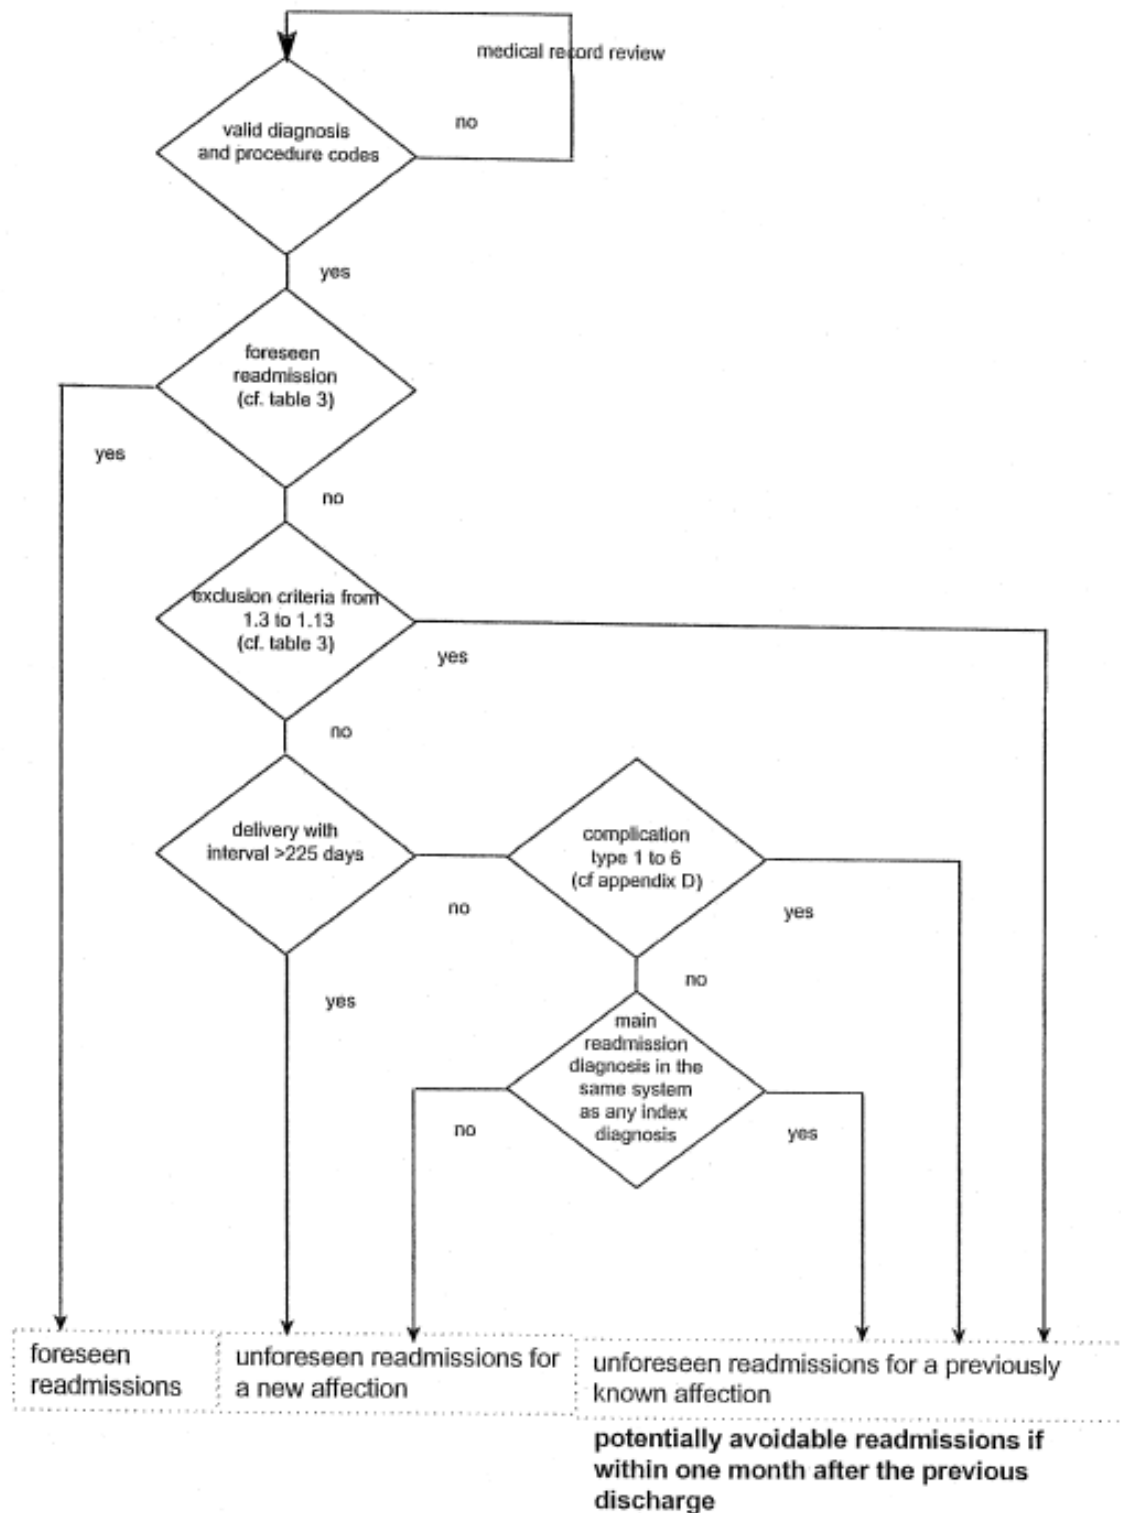 medical record review
no
valid diagnosis
and procedure codes
yes
foreseen
readmission
(cf. table 3)
yes
no
exclusion criteria from
1.3 to 1.13
(cf. table 3)
yes
no
delivery with
interval >225 days
no
complication
type 1 to 6
(cf appendix D)
yes
no
yes
main
readmission
diagnosis in the
same system
as any index
diagnosis
no
yes
foreseen
readmissions
unforeseen readmissions for
a new affection
unforeseen readmissions for a previously
known affection
potentially avoidable readmissions if
within one month after the previous
discharge